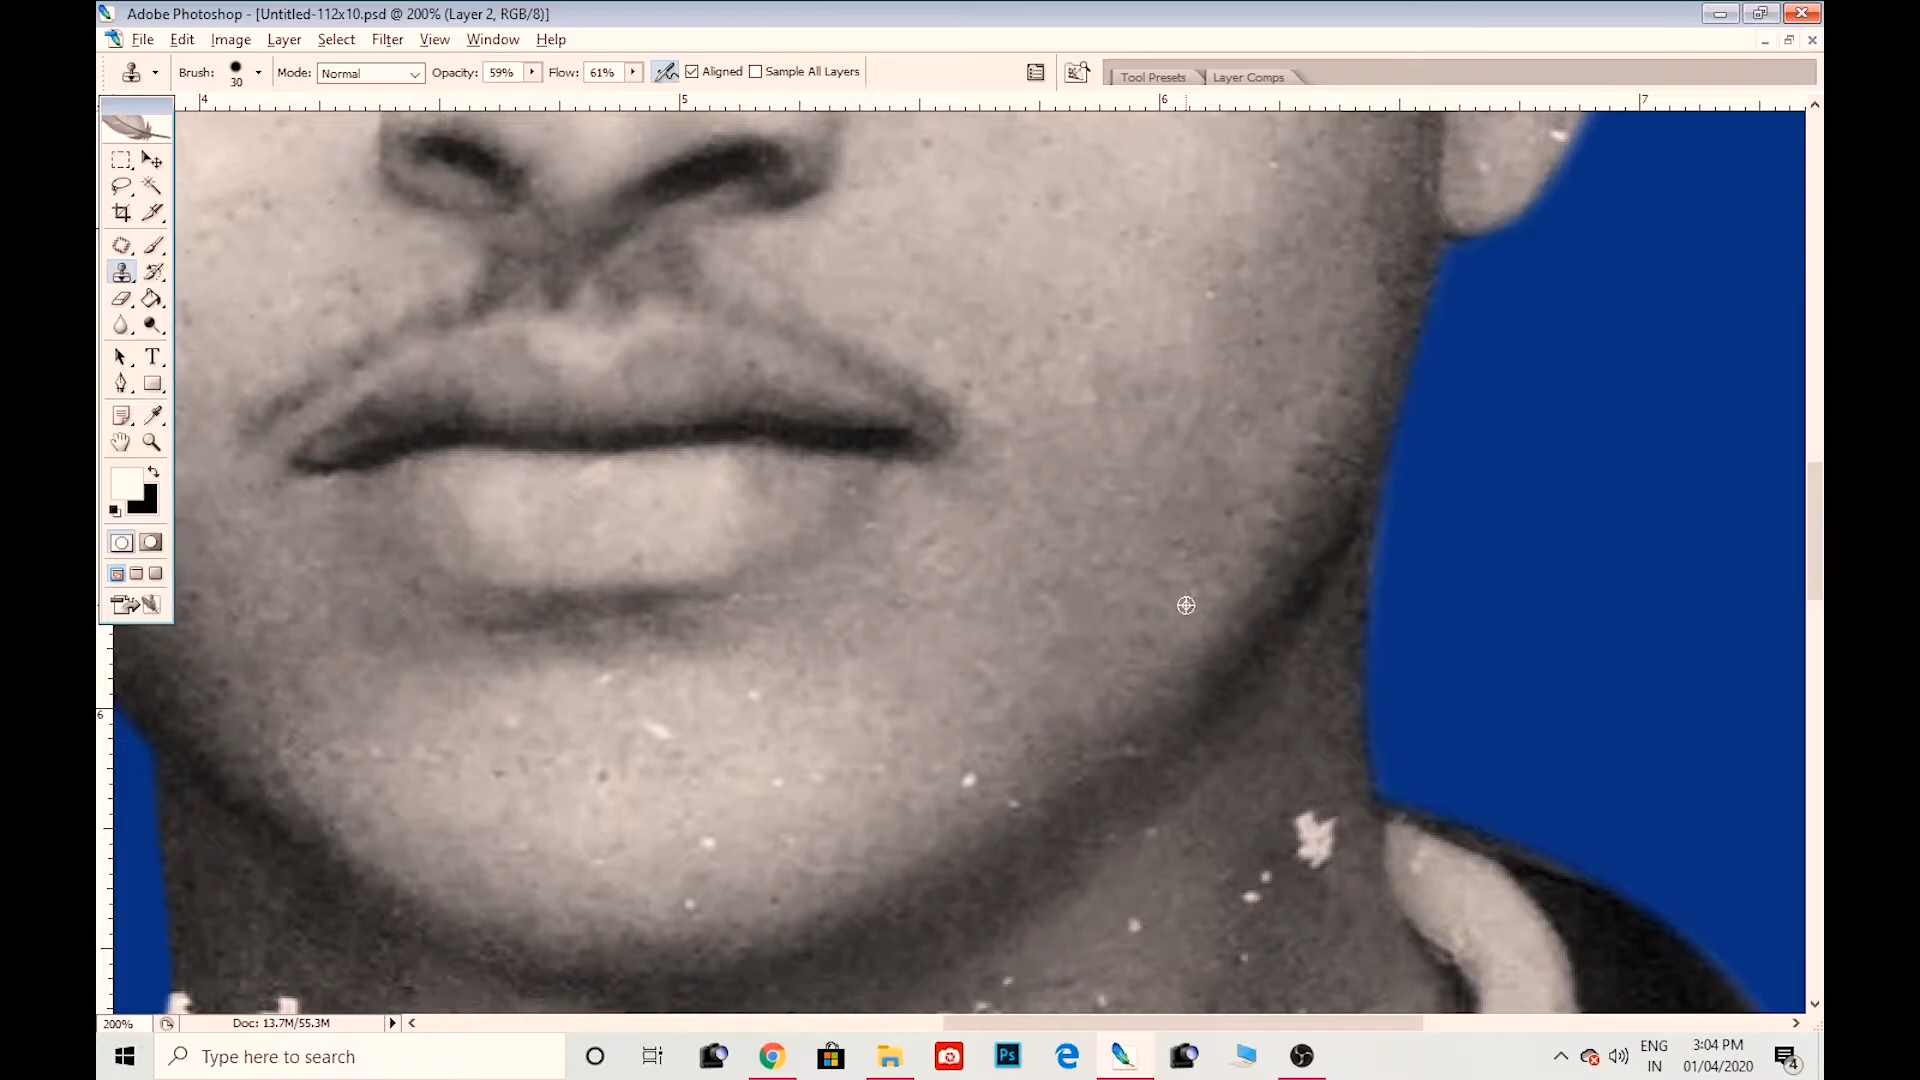 Adobe Photoshop - [Untitled-112x10.psd @ 200% (Layer 2, RGB/8)]
File Edit Image Layer Select Filter View Window Help
Brush: 30 Mode: Normal Opacity: 59% Flow: 61% Aligned Sample All Layers Tool Presets Layer Comps
4 5 6 7
T
6
200% Doc: 13.7M/55.3M
Type here to search
Ps
ENG
IN
3:04 PM
01/04/2020
4